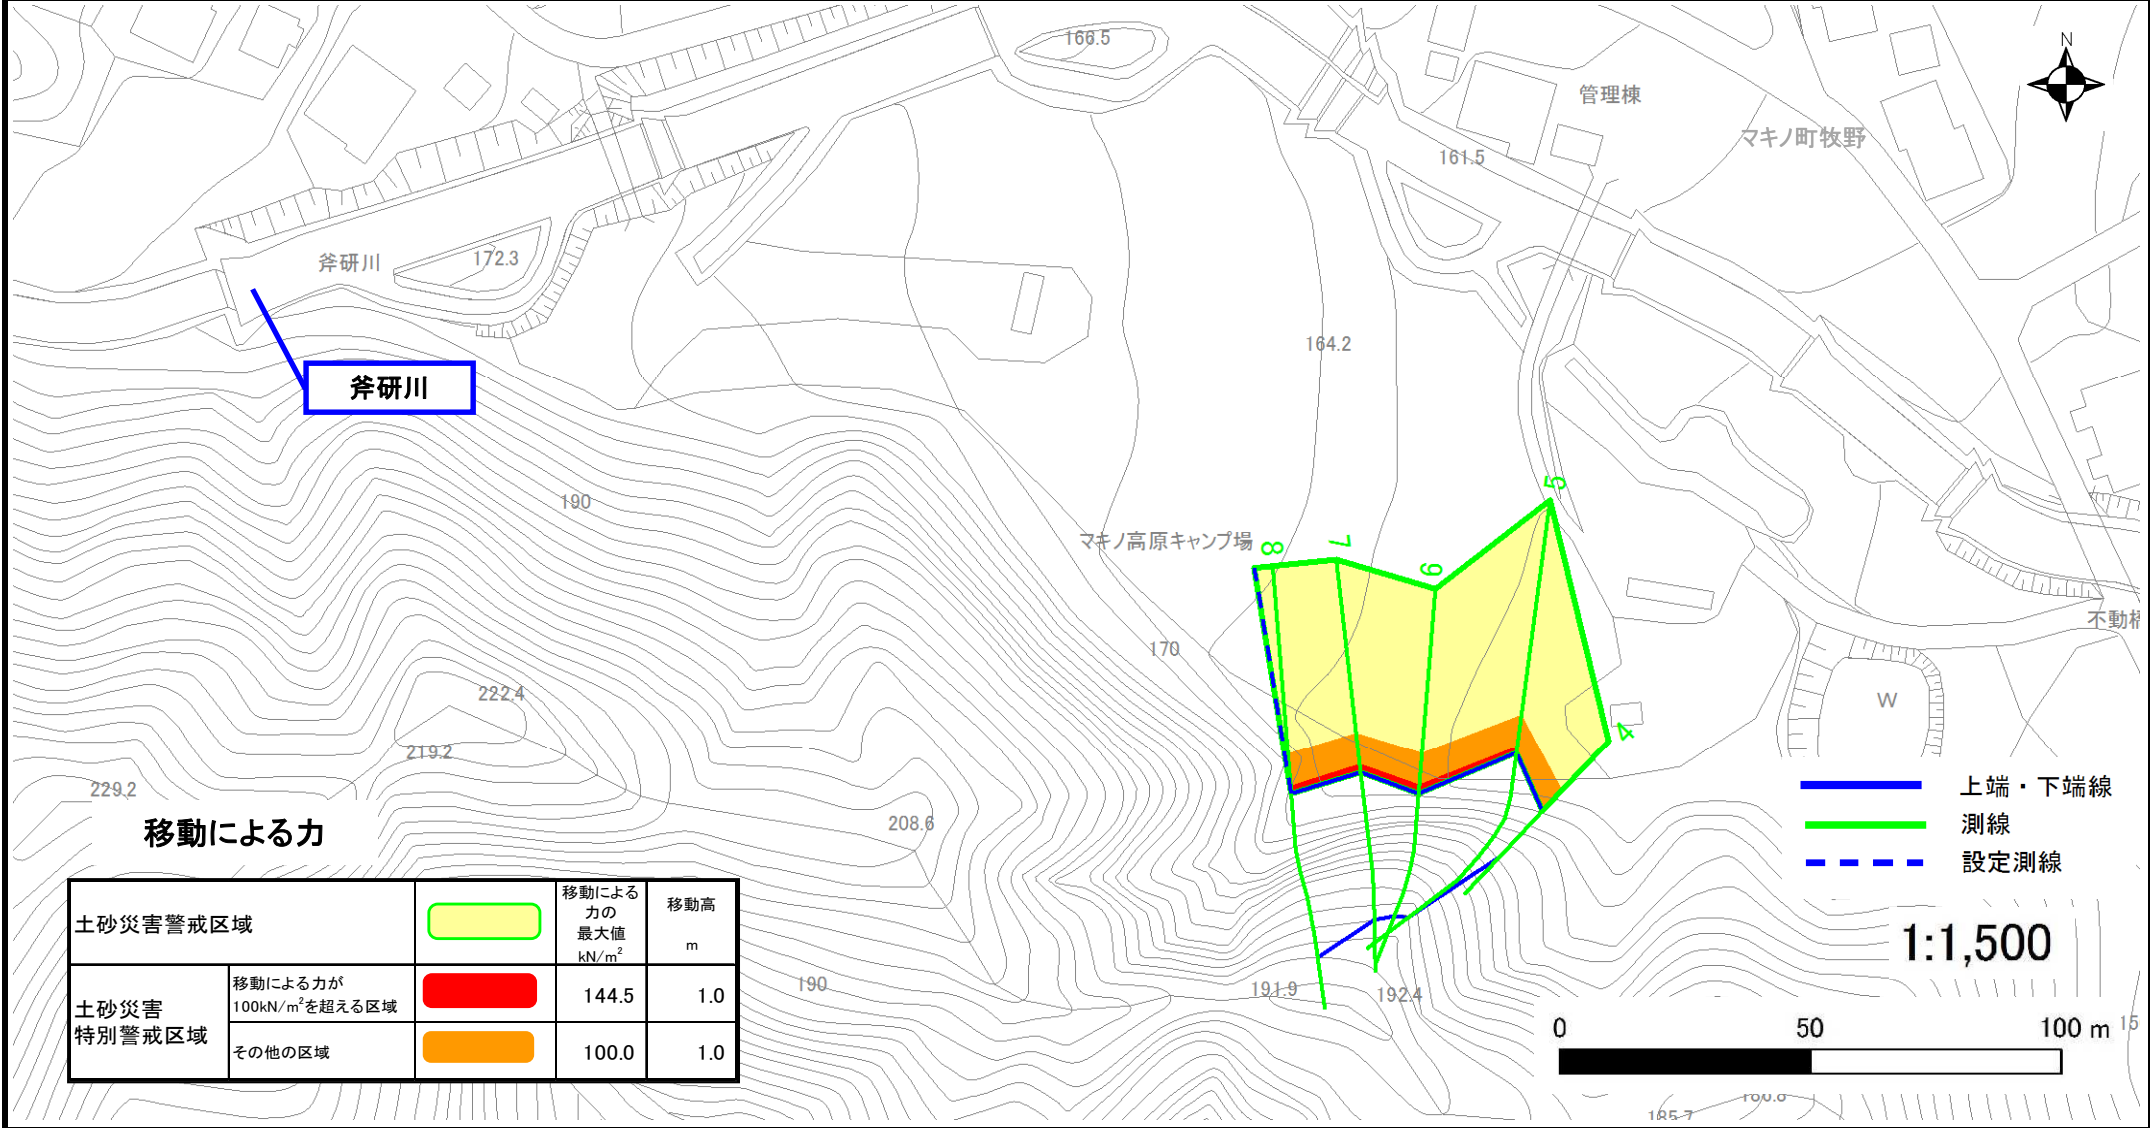 166.5
N
管理棟
マキノ町牧野
161.5
斧研川
172.3
164.2
斧研川
190
マキノ高原キャンプ場
8
7
6
5
4
170
不動橋
W
222.4
219.2
229.2
208.6
移動による力
上端・下端線
測線
設定測線
1:1,500
0 50 100 m
190
191.9
192.4
185.7
土砂災害警戒区域
移動による
力の
最大値
kN/m²
移動高
m
土砂災害
特別警戒区域
移動による力が
100kN/m²を超える区域
144.5 1.0
その他の区域
100.0 1.0